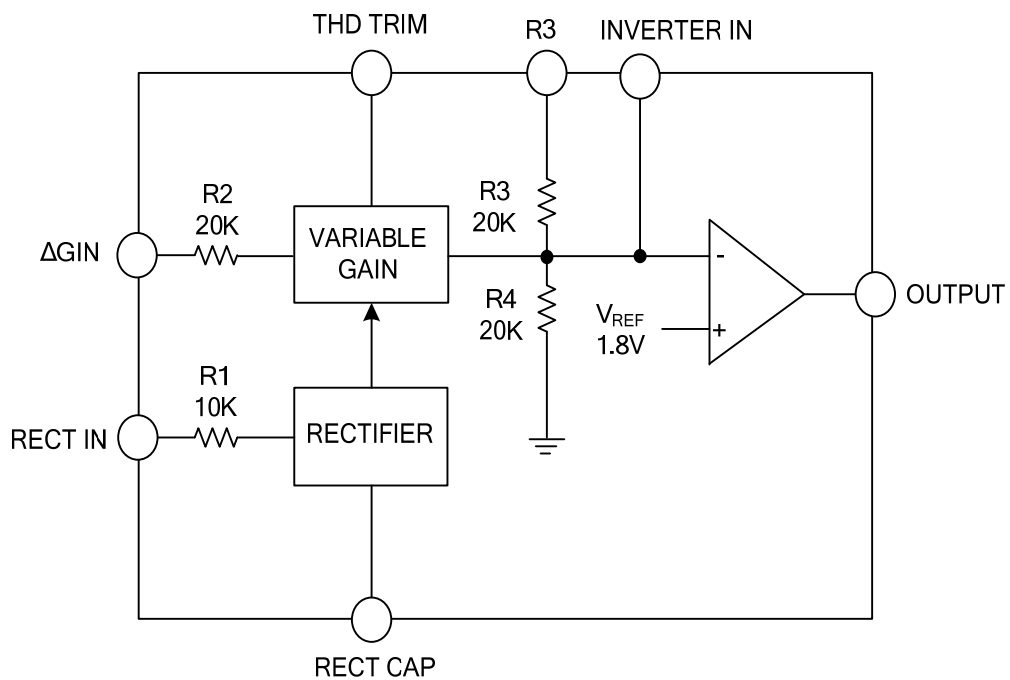 THD TRIM
R3
INVERTER IN
R2
20K
R3
20K
ΔGIN
VARIABLE
GAIN
-
R4
20K
VREF
1.8V
+
OUTPUT
R1
10K
RECT IN
RECTIFIER
RECT CAP